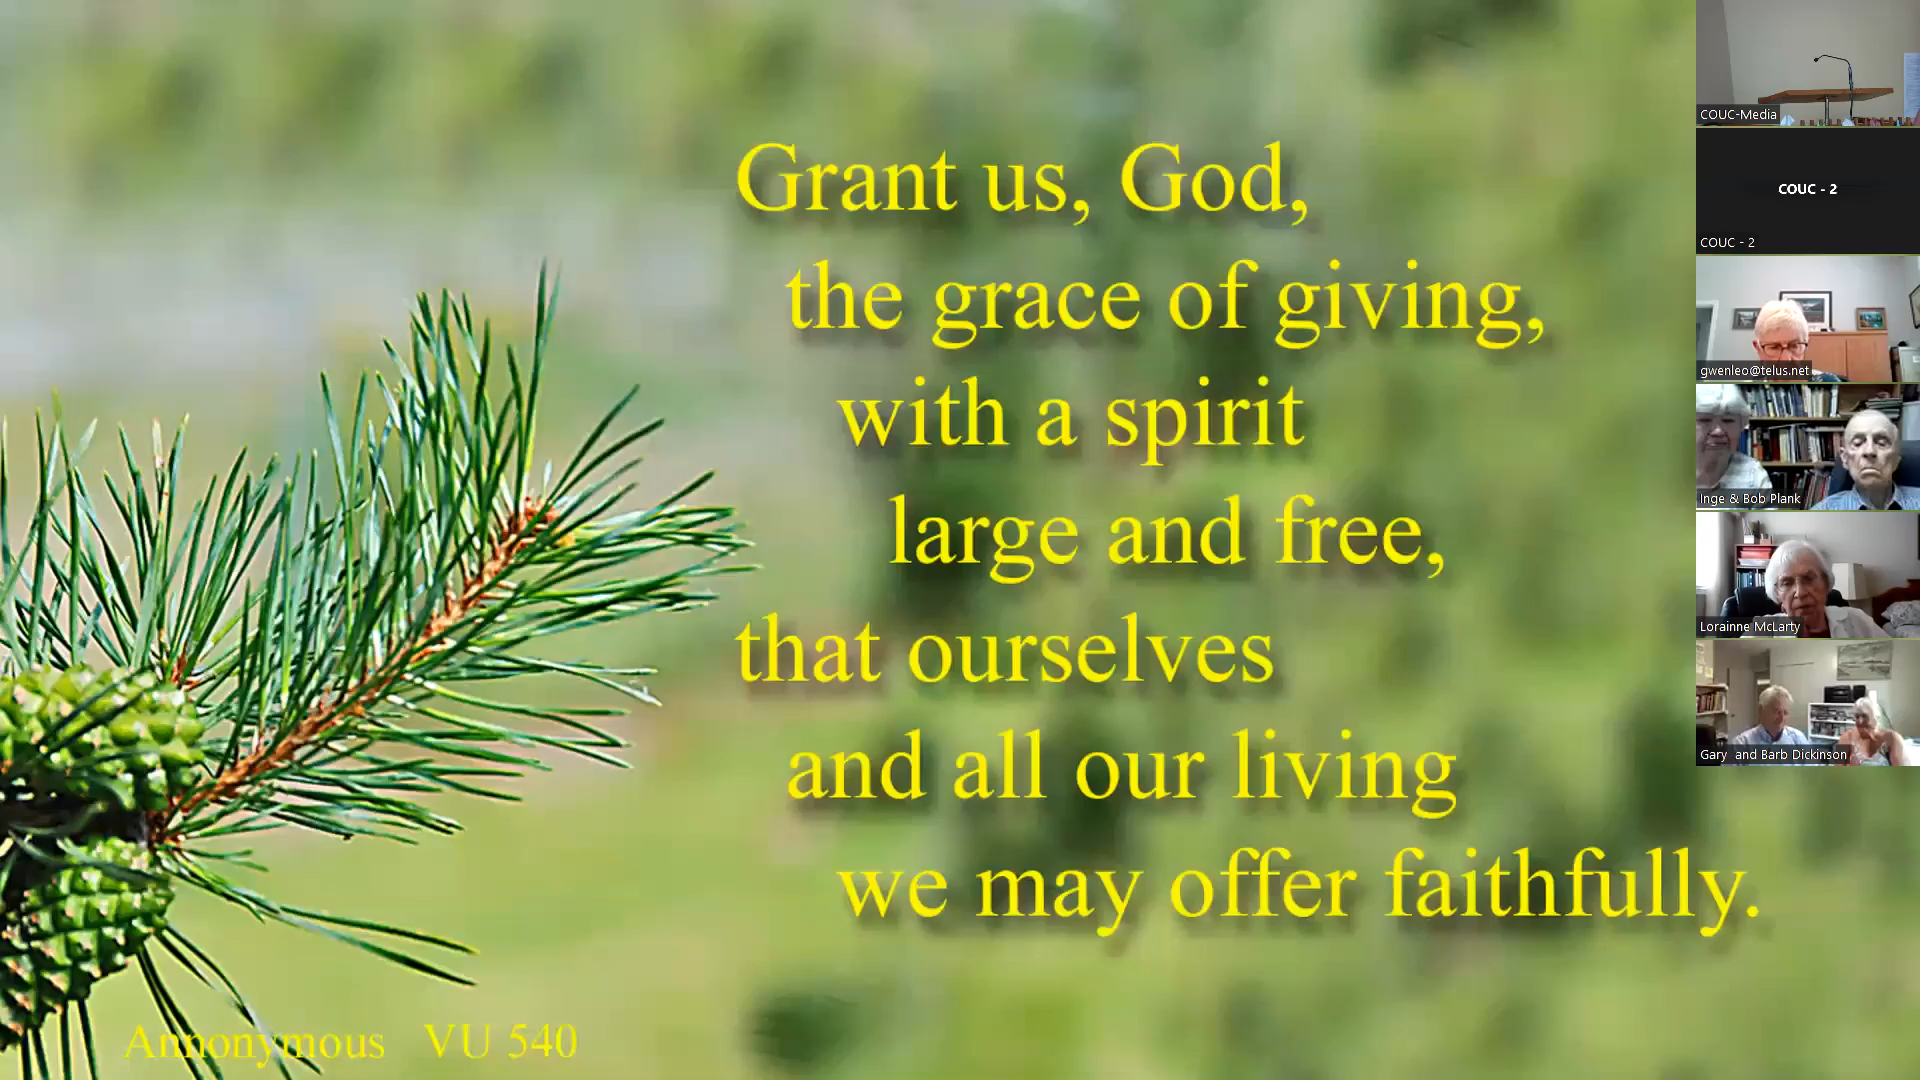 Grant us, God,
the grace of giving,
with a spirit
large and free,
that ourselves
and all our living
we may offer faithfully.
Annonymous VU 540
COUC-Media
COUC - 2
COUC - 2
gwenleo@telus.net
Inge & Bob Plank
Lorainne McLarty
Gary and Barb Dickinson